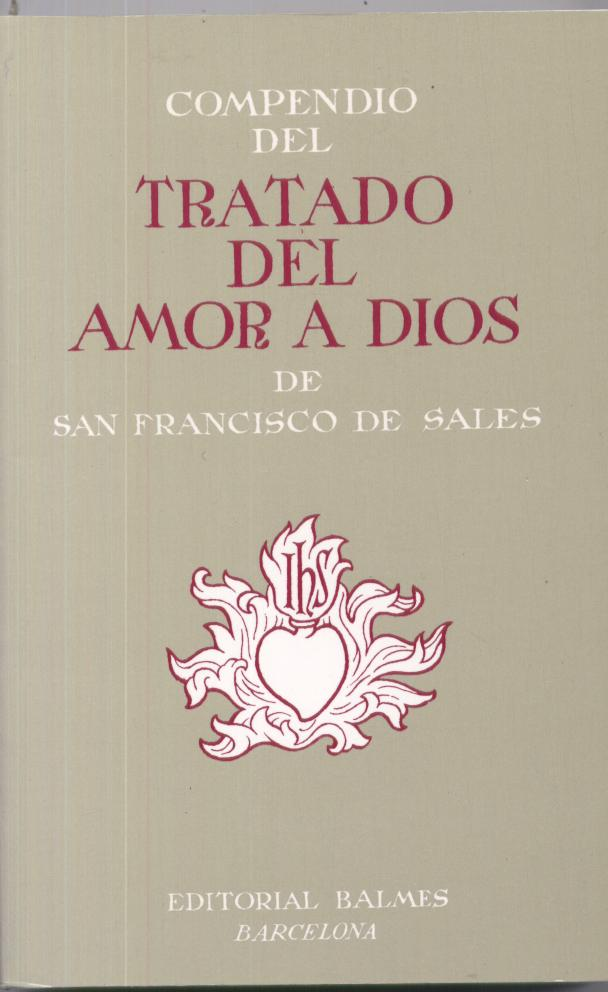 COMPENDIO
DEL
TRATADO
DEL
AMOR A DIOS
DE
SAN FRANCISCO DE SALES
IhS
EDITORIAL BALMES
BARCELONA